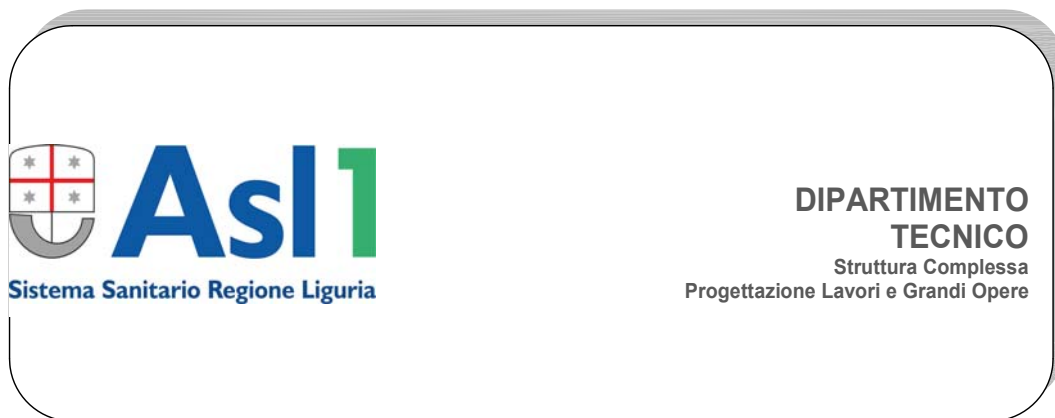 Asl1
Sistema Sanitario Regione Liguria
DIPARTIMENTO
TECNICO
Struttura Complessa
Progettazione Lavori e Grandi Opere